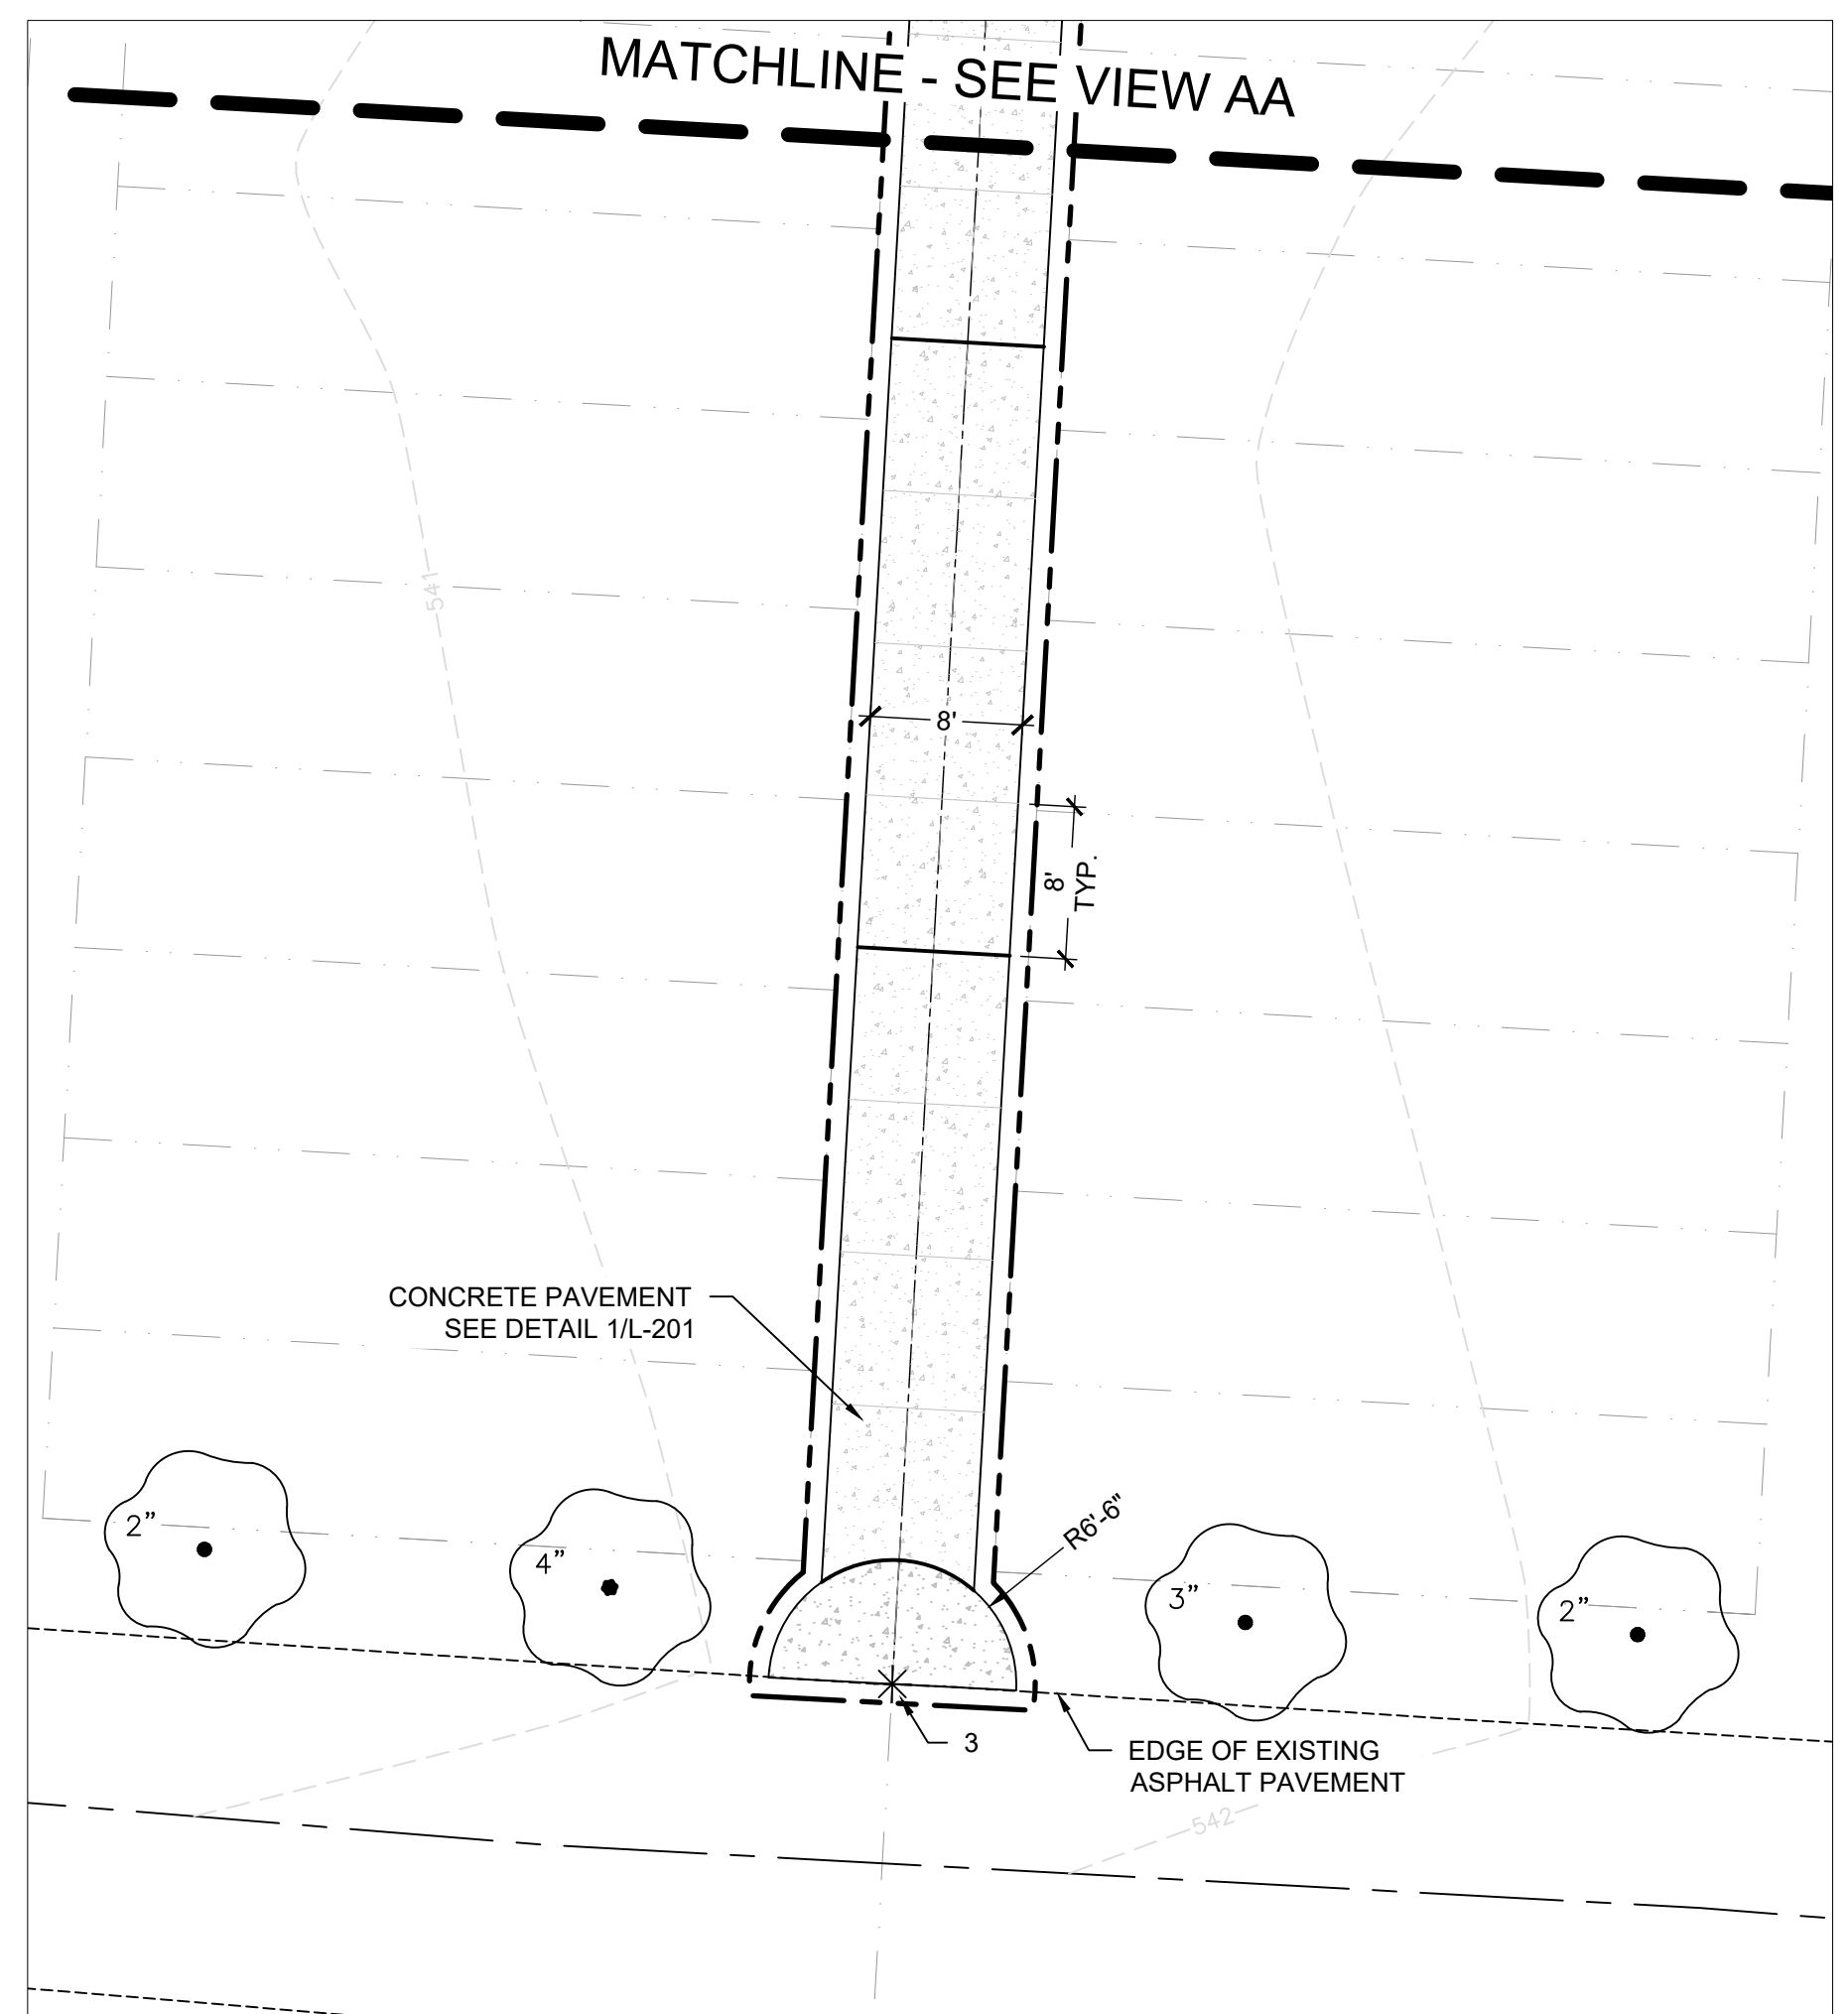 MATCHLINE - SEE VIEW AA
541
8'
8'
TYP.
CONCRETE PAVEMENT
SEE DETAIL 1/L-201
R6'-6"
2”
4”
3”
2”
3
EDGE OF EXISTING
ASPHALT PAVEMENT
542